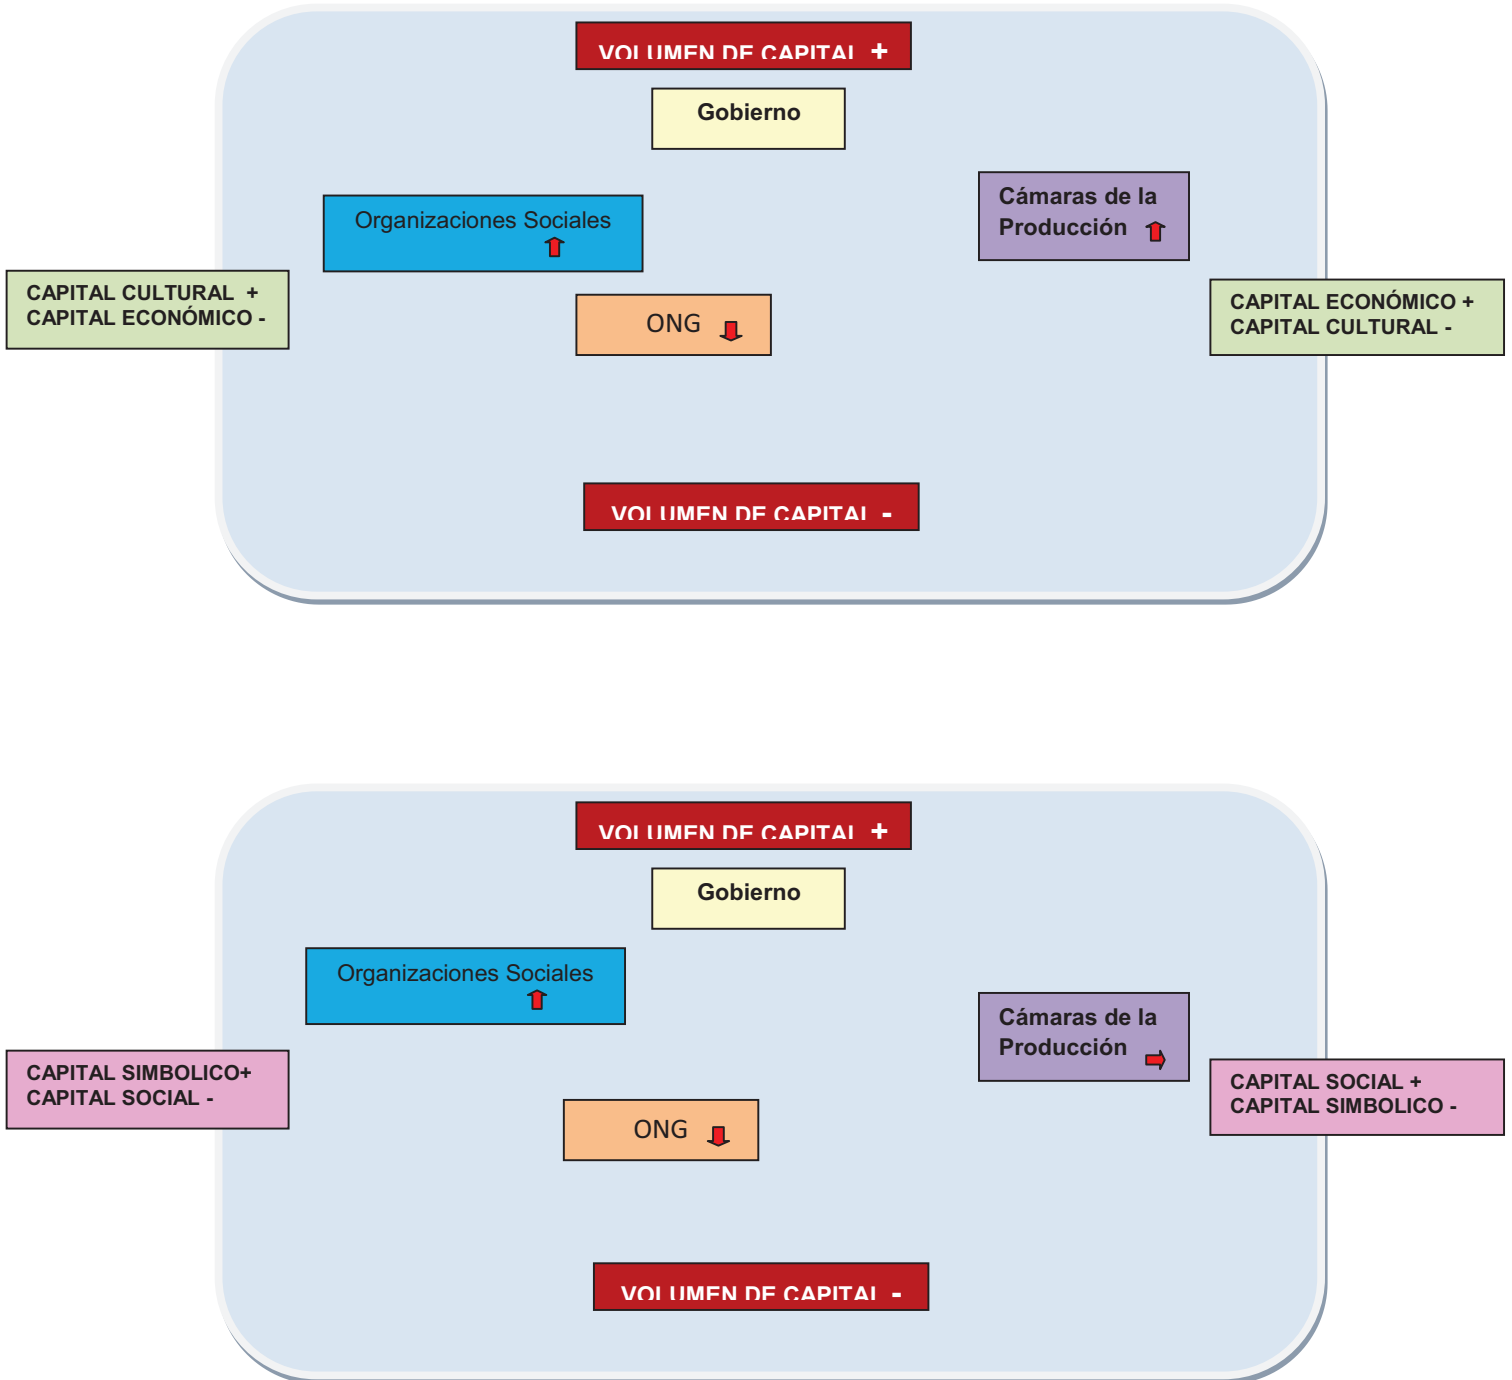 VOLUMEN DE CAPITAL +
Gobierno
Cámaras de la
Producción
Organizaciones Sociales
CAPITAL CULTURAL +
CAPITAL ECONÓMICO -
CAPITAL ECONÓMICO +
CAPITAL CULTURAL -
ONG
VOLUMEN DE CAPITAL -
VOLUMEN DE CAPITAL +
Gobierno
Organizaciones Sociales
Cámaras de la
Producción
CAPITAL SIMBOLICO+
CAPITAL SOCIAL -
CAPITAL SOCIAL +
CAPITAL SIMBOLICO -
ONG
VOLUMEN DE CAPITAL -